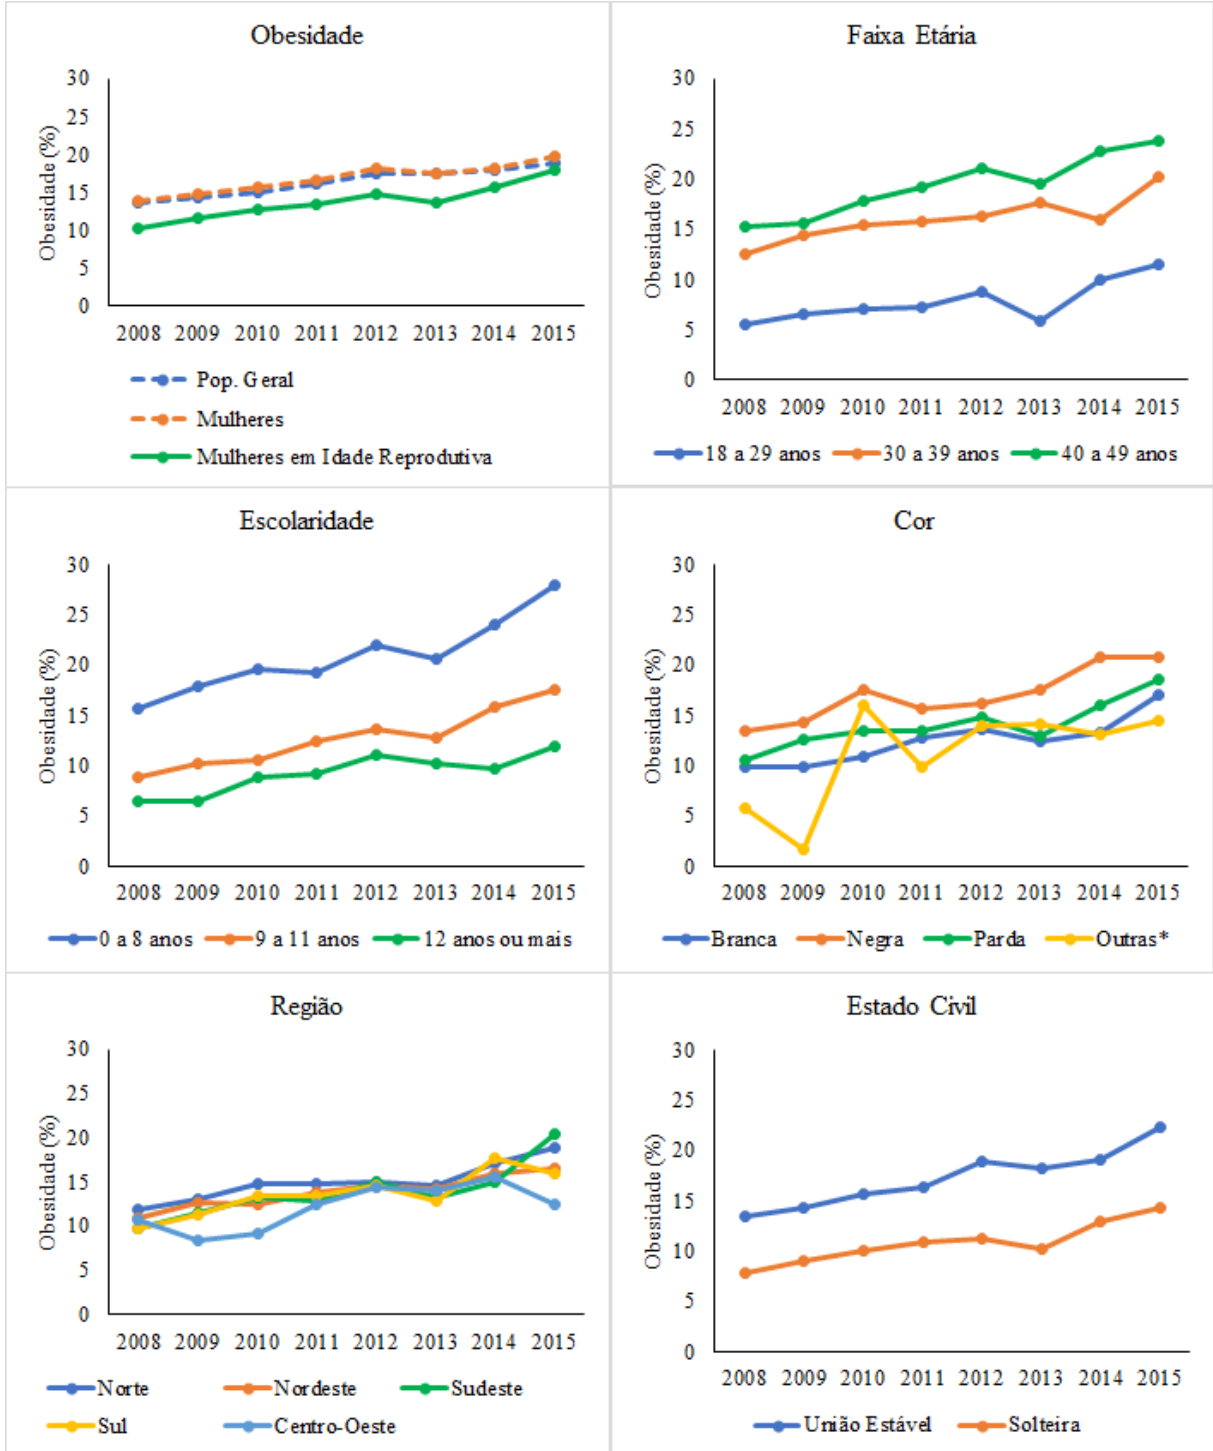 Obesidade
Obesidade (%)
30
25
20
15
10
5
0
2008 2009 2010 2011 2012 2013 2014 2015
Pop. Geral
Mulheres
Mulheres em Idade Reprodutiva
Faixa Etária
Obesidade (%)
30
25
20
15
10
5
0
2008 2009 2010 2011 2012 2013 2014 2015
18 a 29 anos 30 a 39 anos 40 a 49 anos
Escolaridade
Obesidade (%)
30
25
20
15
10
5
0
2008 2009 2010 2011 2012 2013 2014 2015
0 a 8 anos 9 a 11 anos 12 anos ou mais
Cor
Obesidade (%)
30
25
20
15
10
5
0
2008 2009 2010 2011 2012 2013 2014 2015
Branca Negra Parda Outras*
Região
Obesidade (%)
30
25
20
15
10
5
0
2008 2009 2010 2011 2012 2013 2014 2015
Norte Nordeste Sudeste
Sul Centro-Oeste
Estado Civil
Obesidade (%)
30
25
20
15
10
5
0
2008 2009 2010 2011 2012 2013 2014 2015
União Estável Solteira